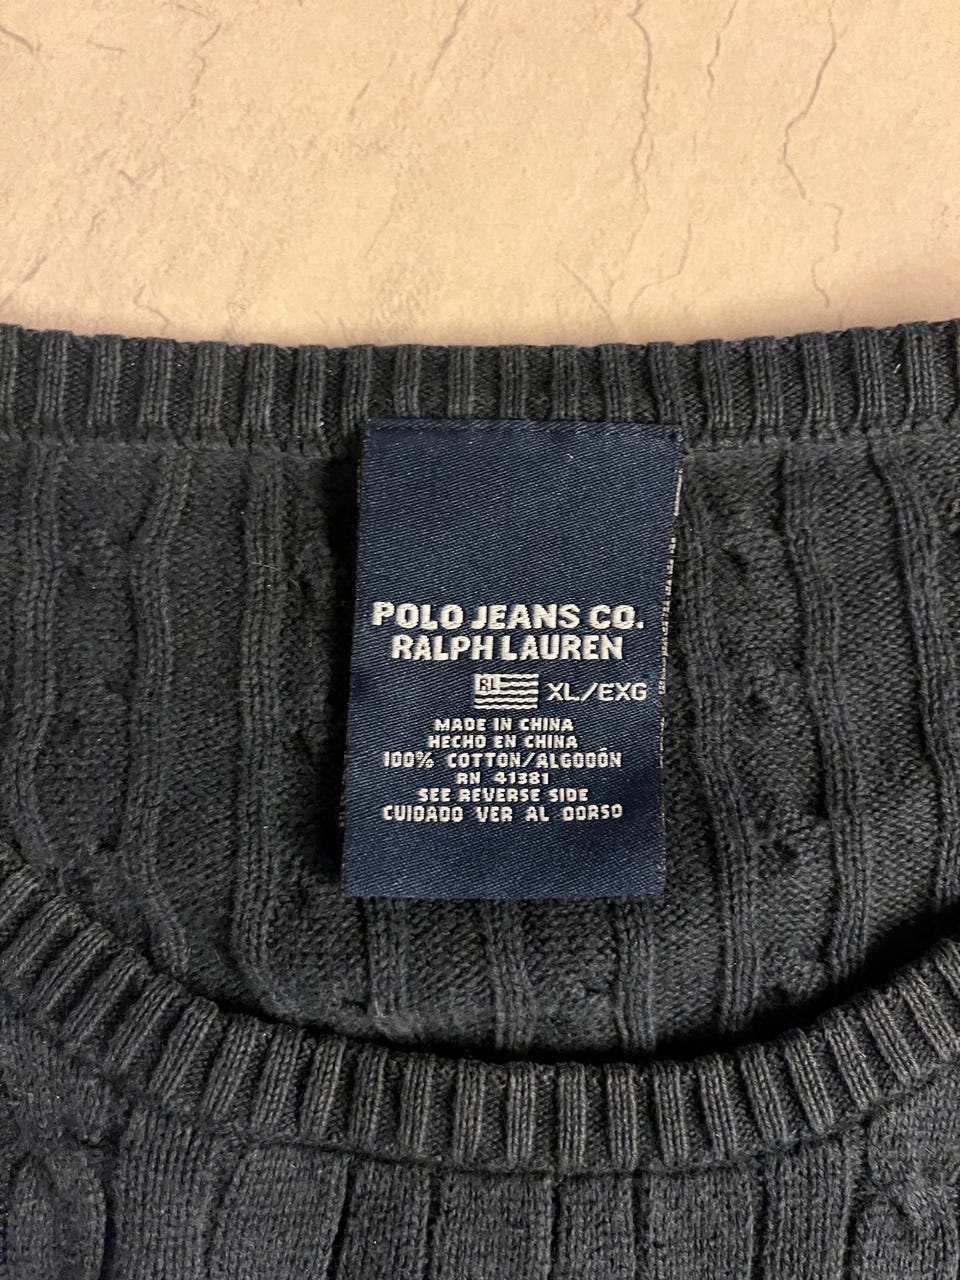 POLO JEANS CO.
RALPH LAUREN
RL XL/EXG
MADE IN CHINA
HECHO EN CHINA
100% COTTON/ALGODÓN
RN 41381
SEE REVERSE SIDE
CUIDADO VER AL DORSO